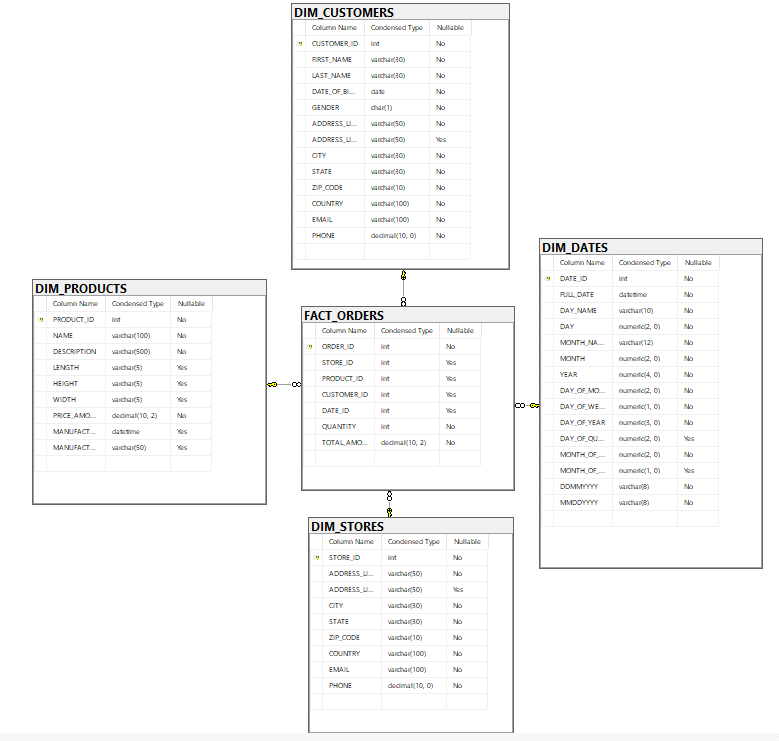 DIM_CUSTOMERS
Column Name Condensed Type Nullable
CUSTOMER_ID int No
FIRST_NAME varchar(30) No
LAST_NAME varchar(30) No
DATE_OF_BI... date No
GENDER char(1) No
ADDRESS_LI... varchar(50) No
ADDRESS_LI... varchar(50) Yes
CITY varchar(30) No
STATE varchar(30) No
ZIP_CODE varchar(10) No
COUNTRY varchar(100) No
EMAIL varchar(100) No
PHONE decimal(10, 0) No
DIM_PRODUCTS
Column Name Condensed Type Nullable
PRODUCT_ID int No
NAME varchar(100) No
DESCRIPTION varchar(500) No
LENGTH varchar(5) Yes
HEIGHT varchar(5) Yes
WIDTH varchar(5) Yes
PRICE_AMO... decimal(10, 2) No
MANUFACT... datetime Yes
MANUFACT... varchar(50) Yes
FACT_ORDERS
Column Name Condensed Type Nullable
ORDER_ID int No
STORE_ID int Yes
PRODUCT_ID int Yes
CUSTOMER_ID int Yes
DATE_ID int Yes
QUANTITY int No
TOTAL_AMO... decimal(10, 2) No
DIM_DATES
Column Name Condensed Type Nullable
DATE_ID int No
FULL_DATE datetime No
DAY_NAME varchar(10) No
DAY numeric(2, 0) No
MONTH_NA... varchar(12) No
MONTH numeric(2, 0) No
YEAR numeric(4, 0) No
DAY_OF_MO... numeric(2, 0) No
DAY_OF_WE... numeric(1, 0) No
DAY_OF_YEAR numeric(3, 0) No
DAY_OF_QU... numeric(2, 0) Yes
MONTH_OF_... numeric(2, 0) No
MONTH_OF_... numeric(1, 0) Yes
DDMMYYYY varchar(8) No
MMDDYYYY varchar(8) No
DIM_STORES
Column Name Condensed Type Nullable
STORE_ID int No
ADDRESS_LI... varchar(50) No
ADDRESS_LI... varchar(50) Yes
CITY varchar(30) No
STATE varchar(30) No
ZIP_CODE varchar(10) No
COUNTRY varchar(100) No
EMAIL varchar(100) No
PHONE decimal(10, 0) No